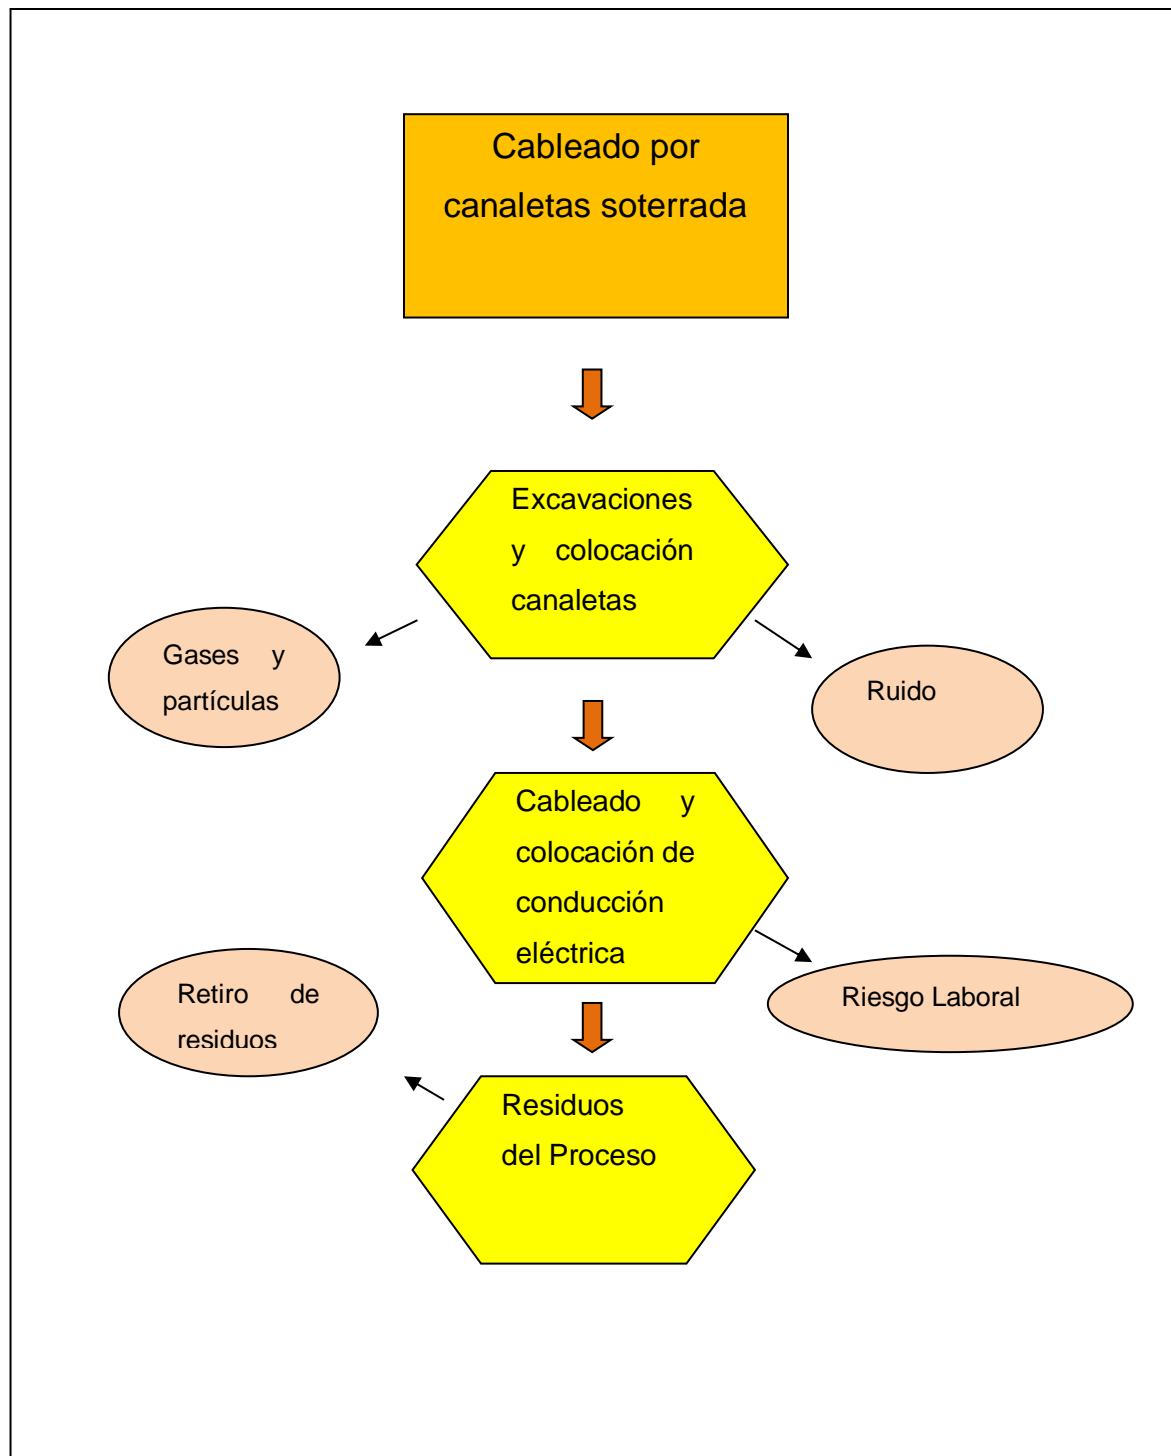 Cableado por
canaletas soterrada
Excavaciones
y colocación
canaletas
Gases y
partículas
Ruido
Cableado y
colocación de
conducción
eléctrica
Retiro de
residuos
Riesgo Laboral
Residuos
del Proceso